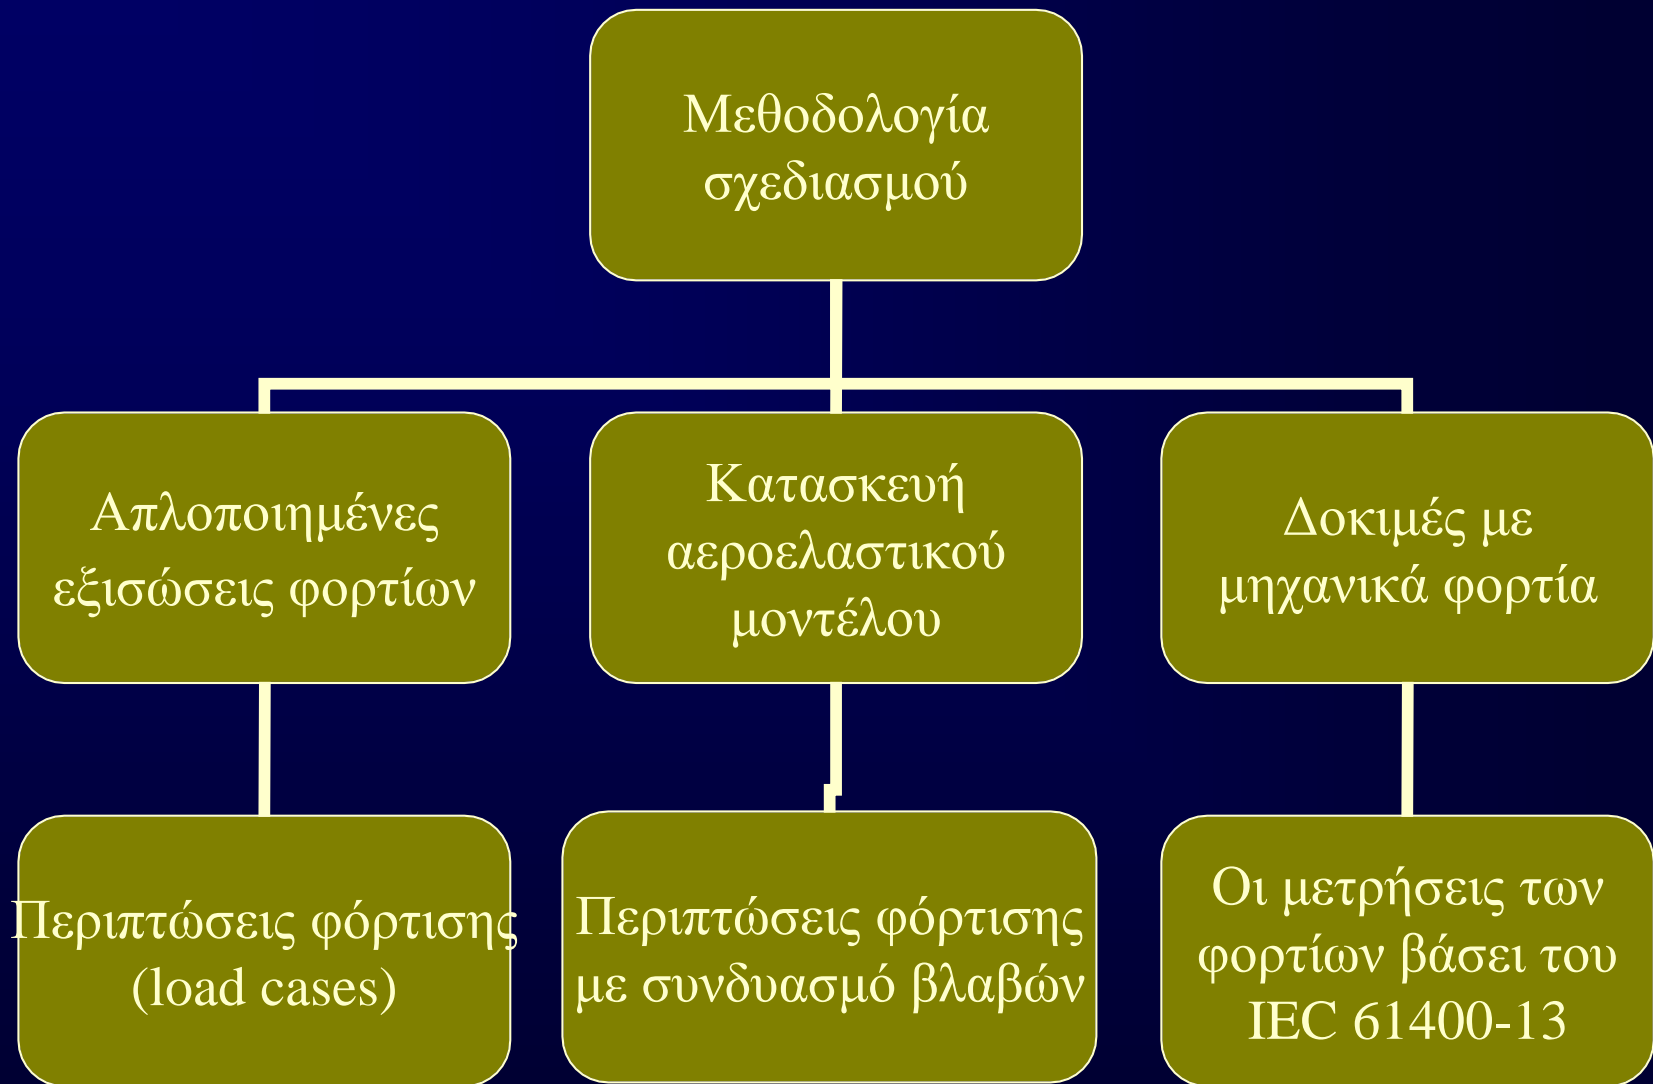 Μεθοδολογία
σχεδιασμού
Απλοποιημένες
εξισώσεις φορτίων
Κατασκευή
αεροελαστικού
μοντέλου
Δοκιμές με
μηχανικά φορτία
Περιπτώσεις φόρτισης
(load cases)
Περιπτώσεις φόρτισης
με συνδυασμό βλαβών
Οι μετρήσεις των
φορτίων βάσει του
IEC 61400-13